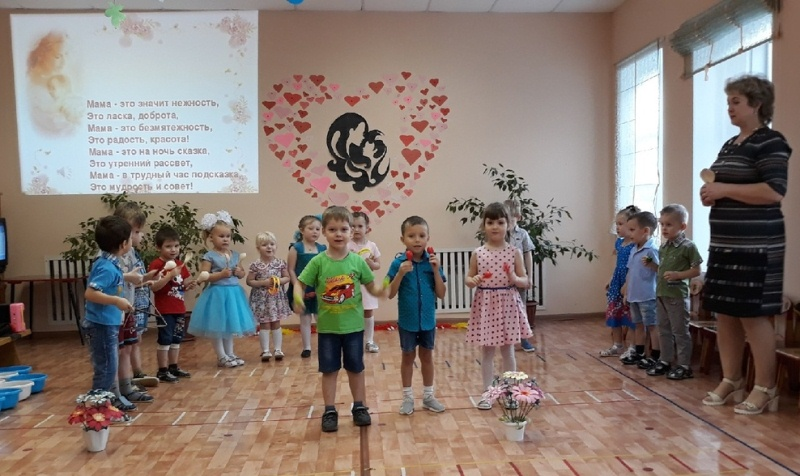 Мама - это значит нежность,
Это ласка, доброта,
Мама - это безмятежность,
Это радость, красота!
Мама - это на ночь сказка,
Это утренний рассвет,
Мама - в трудный час подсказка,
Это мудрость и совет!